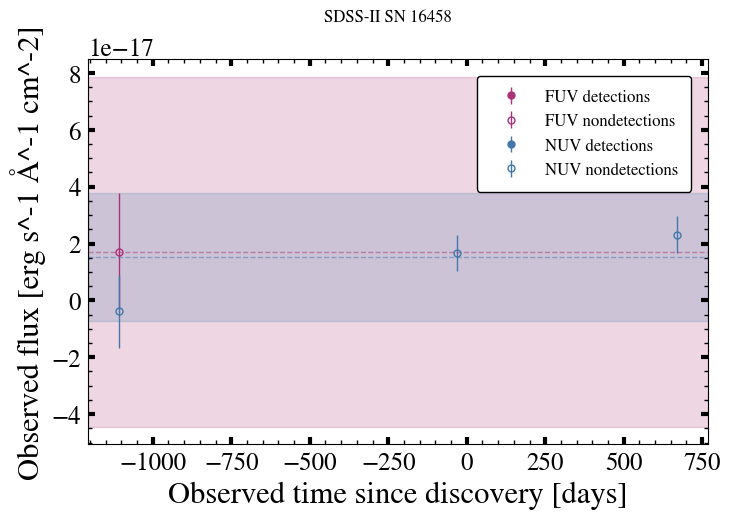 SDSS-II SN 16458
1e−17
8
6
4
2
0
−2
−4
Observed flux [erg s^-1 Å^-1 cm^-2]
FUV detections
FUV nondetections
NUV detections
NUV nondetections
−1000 −750 −500 −250 0 250 500 750
Observed time since discovery [days]